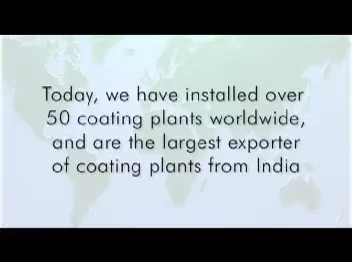 Today, we have installed over
50 coating plants worldwide,
and are the largest exporter
of coating plants from India